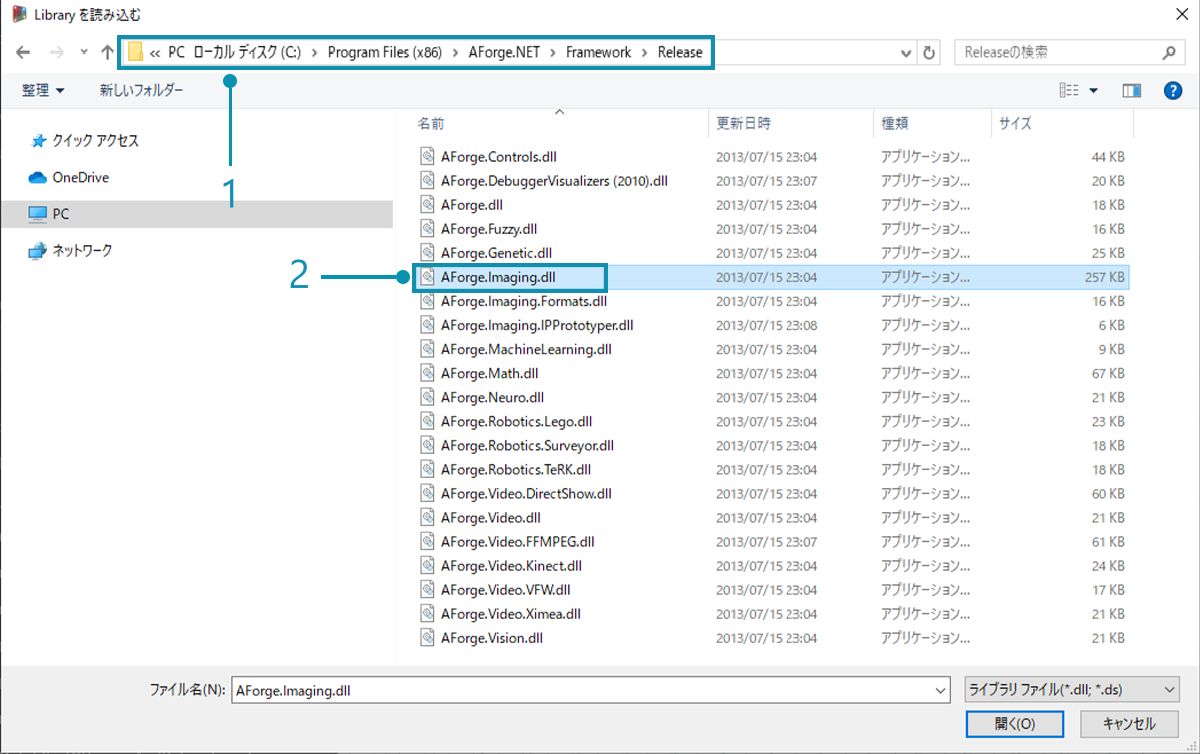 Library を読み込む
« PC ローカル ディスク (C:) › Program Files (x86) › AForge.NET › Framework › Release
Releaseの検索
整理 新しいフォルダー
1
2
クイック アクセス
OneDrive
PC
ネットワーク
名前 更新日時 種類 サイズ
AForge.Controls.dll 2013/07/15 23:04 アプリケーション... 44 KB
AForge.DebuggerVisualizers (2010).dll 2013/07/15 23:07 アプリケーション... 20 KB
AForge.dll 2013/07/15 23:04 アプリケーション... 18 KB
AForge.Fuzzy.dll 2013/07/15 23:04 アプリケーション... 16 KB
AForge.Genetic.dll 2013/07/15 23:04 アプリケーション... 25 KB
AForge.Imaging.dll 2013/07/15 23:04 アプリケーション... 257 KB
AForge.Imaging.Formats.dll 2013/07/15 23:04 アプリケーション... 16 KB
AForge.Imaging.IPPrototyper.dll 2013/07/15 23:08 アプリケーション... 6 KB
AForge.MachineLearning.dll 2013/07/15 23:04 アプリケーション... 9 KB
AForge.Math.dll 2013/07/15 23:04 アプリケーション... 67 KB
AForge.Neuro.dll 2013/07/15 23:04 アプリケーション... 21 KB
AForge.Robotics.Lego.dll 2013/07/15 23:04 アプリケーション... 23 KB
AForge.Robotics.Surveyor.dll 2013/07/15 23:04 アプリケーション... 18 KB
AForge.Robotics.TeRK.dll 2013/07/15 23:04 アプリケーション... 18 KB
AForge.Video.DirectShow.dll 2013/07/15 23:04 アプリケーション... 60 KB
AForge.Video.dll 2013/07/15 23:04 アプリケーション... 21 KB
AForge.Video.FFMPEG.dll 2013/07/15 23:07 アプリケーション... 61 KB
AForge.Video.Kinect.dll 2013/07/15 23:04 アプリケーション... 24 KB
AForge.Video.VFW.dll 2013/07/15 23:04 アプリケーション... 17 KB
AForge.Video.Ximea.dll 2013/07/15 23:04 アプリケーション... 21 KB
AForge.Vision.dll 2013/07/15 23:04 アプリケーション... 21 KB
ファイル名(N): AForge.Imaging.dll ライブラリ ファイル(*.dll; *.ds)
開く(O) キャンセル